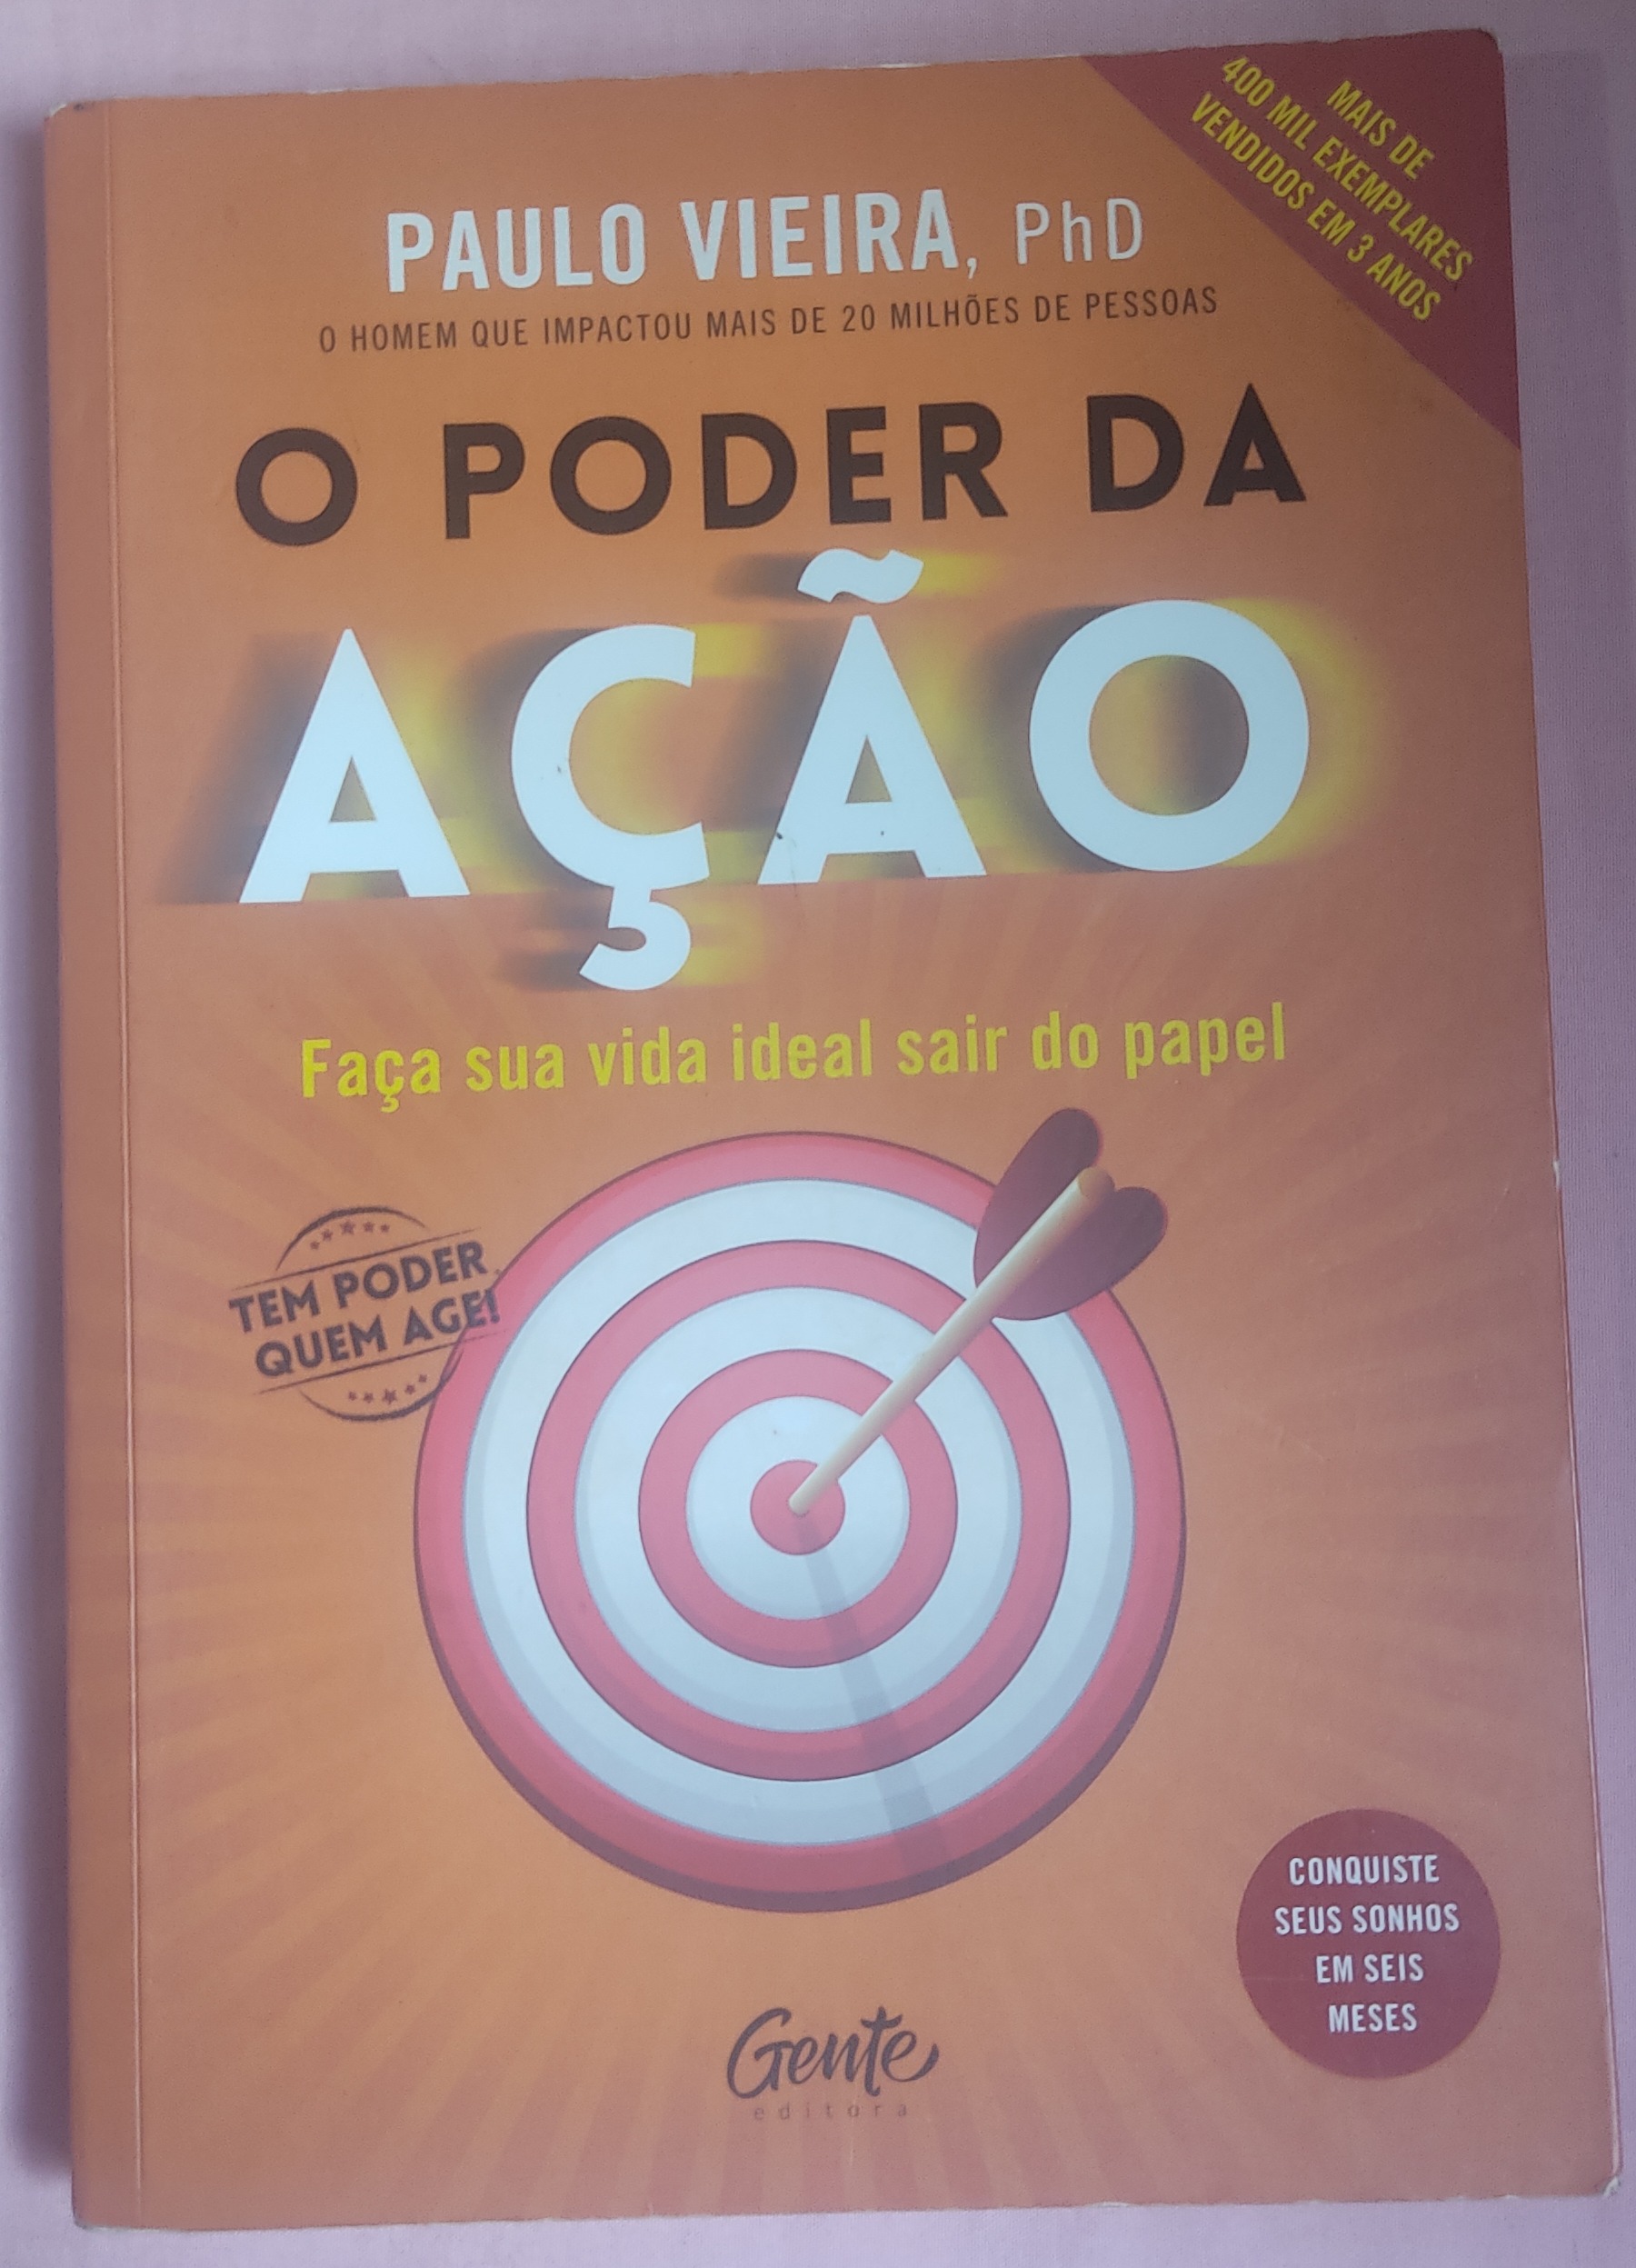 MAIS DE
400 MIL EXEMPLARES
VENDIDOS EM 3 ANOS
PAULO VIEIRA, PhD
O HOMEM QUE IMPACTOU MAIS DE 20 MILHÕES DE PESSOAS
O PODER DA
AÇÃO
Faça sua vida ideal sair do papel
TEM PODER
QUEM AGE!
CONQUISTE
SEUS SONHOS
EM SEIS
MESES
Gente
editora